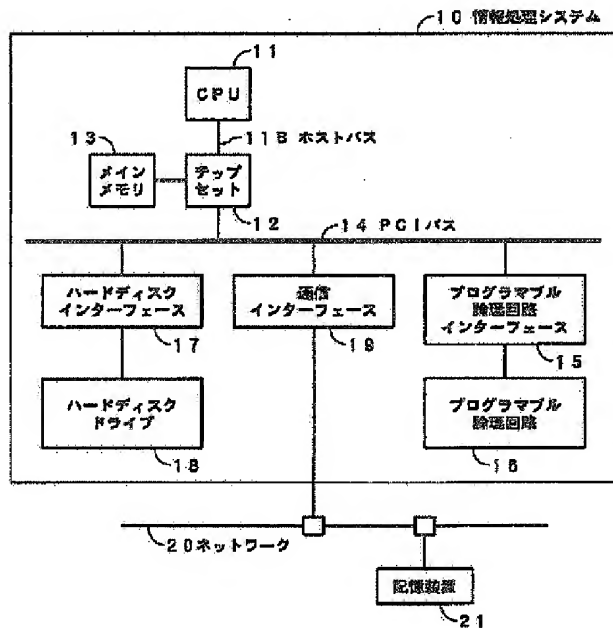 10 情報処理システム
11
CPU
11B ホストバス
13
メイン
メモリ
チップ
セット
12
14 PCIバス
ハードディスク
インターフェース
17
通信
インターフェース
19
プログラマブル
論理回路
インターフェース
15
ハードディスク
ドライブ
18
プログラマブル
論理回路
16
20ネットワーク
記憶装置
21